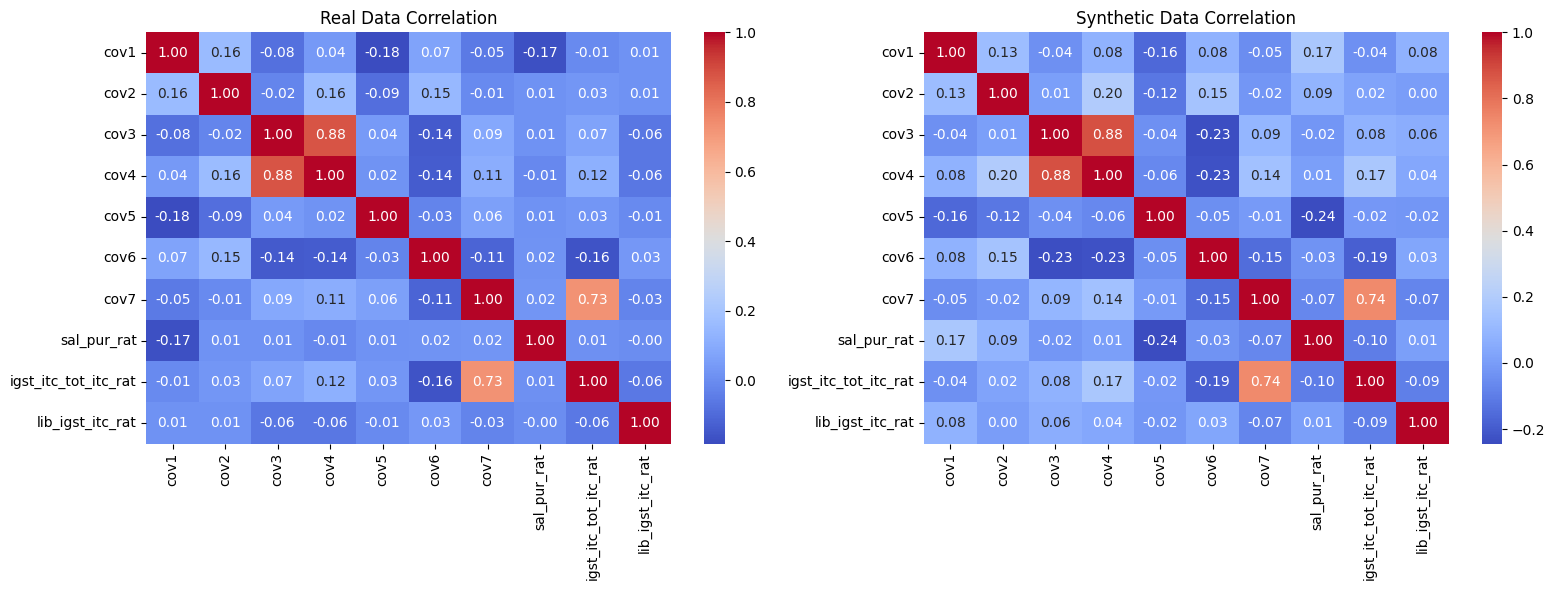 Real Data Correlation
cov1 1.00 0.16 -0.08 0.04 -0.18 0.07 -0.05 -0.17 -0.01 0.01
cov2 0.16 1.00 -0.02 0.16 -0.09 0.15 -0.01 0.01 0.03 0.01
cov3 -0.08 -0.02 1.00 0.88 0.04 -0.14 0.09 0.01 0.07 -0.06
cov4 0.04 0.16 0.88 1.00 0.02 -0.14 0.11 -0.01 0.12 -0.06
cov5 -0.18 -0.09 0.04 0.02 1.00 -0.03 0.06 0.01 0.03 -0.01
cov6 0.07 0.15 -0.14 -0.14 -0.03 1.00 -0.11 0.02 -0.16 0.03
cov7 -0.05 -0.01 0.09 0.11 0.06 -0.11 1.00 0.02 0.73 -0.03
sal_pur_rat -0.17 0.01 0.01 -0.01 0.01 0.02 0.02 1.00 0.01 -0.00
igst_itc_tot_itc_rat -0.01 0.03 0.07 0.12 0.03 -0.16 0.73 0.01 1.00 -0.06
lib_igst_itc_rat 0.01 0.01 -0.06 -0.06 -0.01 0.03 -0.03 -0.00 -0.06 1.00
cov1 cov2 cov3 cov4 cov5 cov6 cov7 sal_pur_rat igst_itc_tot_itc_rat lib_igst_itc_rat
1.0
0.8
0.6
0.4
0.2
0.0
Synthetic Data Correlation
cov1 1.00 0.13 -0.04 0.08 -0.16 0.08 -0.05 0.17 -0.04 0.08
cov2 0.13 1.00 0.01 0.20 -0.12 0.15 -0.02 0.09 0.02 0.00
cov3 -0.04 0.01 1.00 0.88 -0.04 -0.23 0.09 -0.02 0.08 0.06
cov4 0.08 0.20 0.88 1.00 -0.06 -0.23 0.14 0.01 0.17 0.04
cov5 -0.16 -0.12 -0.04 -0.06 1.00 -0.05 -0.01 -0.24 -0.02 -0.02
cov6 0.08 0.15 -0.23 -0.23 -0.05 1.00 -0.15 -0.03 -0.19 0.03
cov7 -0.05 -0.02 0.09 0.14 -0.01 -0.15 1.00 -0.07 0.74 -0.07
sal_pur_rat 0.17 0.09 -0.02 0.01 -0.24 -0.03 -0.07 1.00 -0.10 0.01
igst_itc_tot_itc_rat -0.04 0.02 0.08 0.17 -0.02 -0.19 0.74 -0.10 1.00 -0.09
lib_igst_itc_rat 0.08 0.00 0.06 0.04 -0.02 0.03 -0.07 0.01 -0.09 1.00
cov1 cov2 cov3 cov4 cov5 cov6 cov7 sal_pur_rat igst_itc_tot_itc_rat lib_igst_itc_rat
1.0
0.8
0.6
0.4
0.2
0.0
−0.2